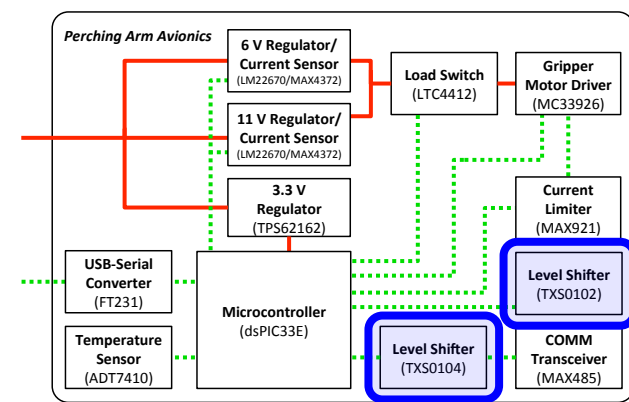 Perching Arm Avionics
6 V Regulator/
Current Sensor
(LM22670/MAX4372)
Load Switch
(LTC4412)
Gripper
Motor Driver
(MC33926)
11 V Regulator/
Current Sensor
(LM22670/MAX4372)
3.3 V
Regulator
(TPS62162)
Current
Limiter
(MAX921)
USB-Serial
Converter
(FT231)
Microcontroller
(dsPIC33E)
Level Shifter
(TXS0102)
Temperature
Sensor
(ADT7410)
Level Shifter
(TXS0104)
COMM
Transceiver
(MAX485)